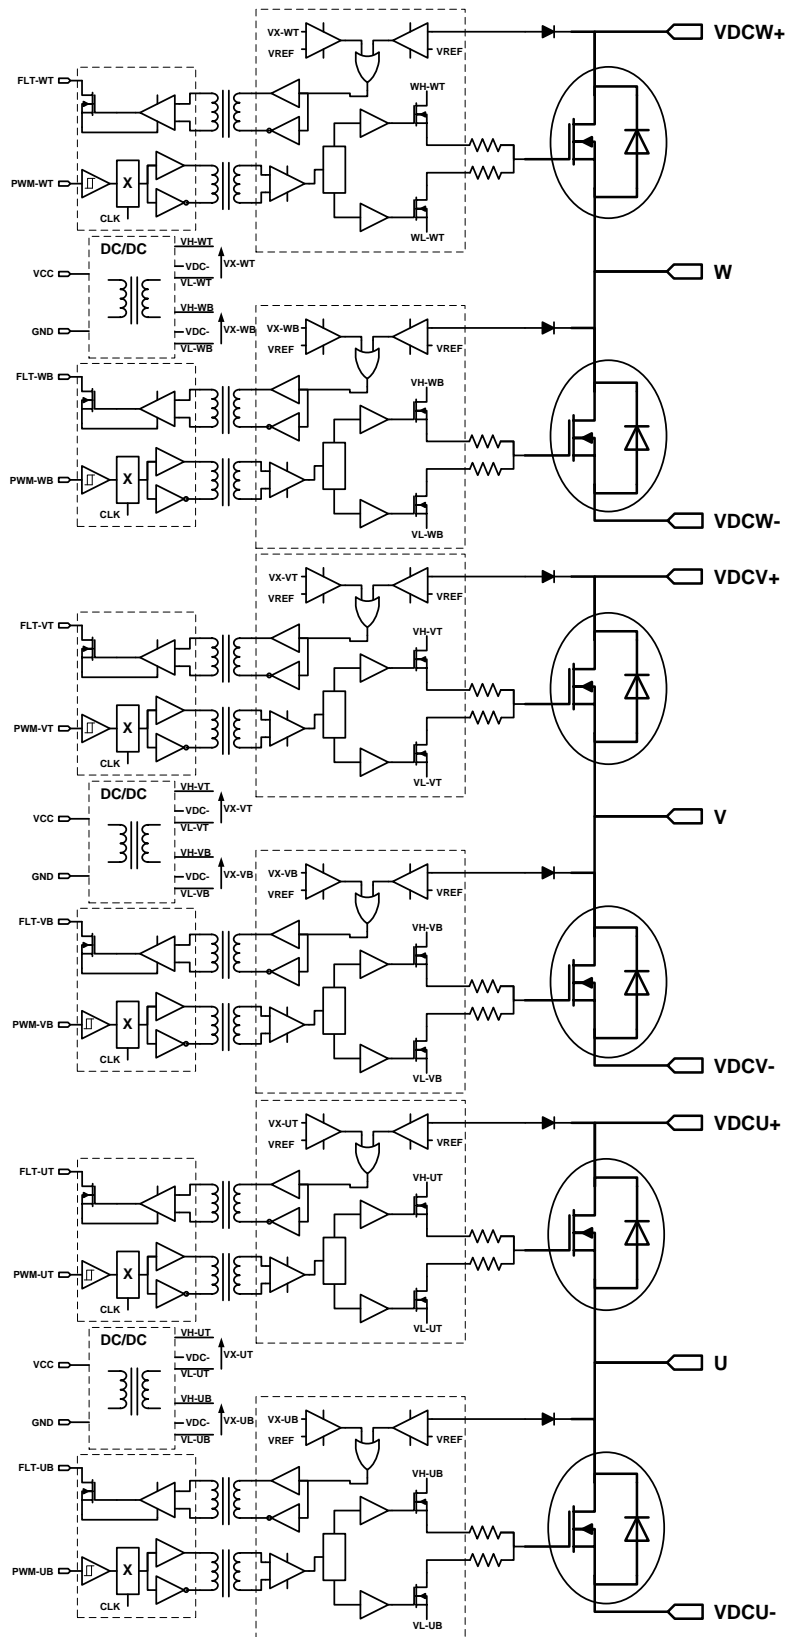 VX-WT
VREF
VREF
VDCW+
FLT-WT
WH-WT
PWM-WT
X
CLK
WL-WT
DC/DC
VH-WT
VDC-
VX-WT
VL-WT
VCC
W
VH-WB
VDC-
VX-WB
VL-WB
GND
VX-WB
VREF
VREF
FLT-WB
VH-WB
PWM-WB
X
CLK
VL-WB
VDCW-
VX-VT
VREF
VREF
VDCV+
FLT-VT
VH-VT
PWM-VT
X
CLK
VL-VT
DC/DC
VH-VT
VDC-
VX-VT
VL-VT
VCC
V
VH-VB
VDC-
VX-VB
VL-VB
GND
VX-VB
VREF
VREF
FLT-VB
VH-VB
PWM-VB
X
CLK
VL-VB
VDCV-
VX-UT
VREF
VREF
VDCU+
FLT-UT
VH-UT
PWM-UT
X
CLK
VL-UT
DC/DC
VH-UT
VDC-
VX-UT
VL-UT
VCC
U
VH-UB
VDC-
VX-UB
VL-UB
GND
VX-UB
VREF
VREF
FLT-UB
VH-UB
PWM-UB
X
CLK
VL-UB
VDCU-